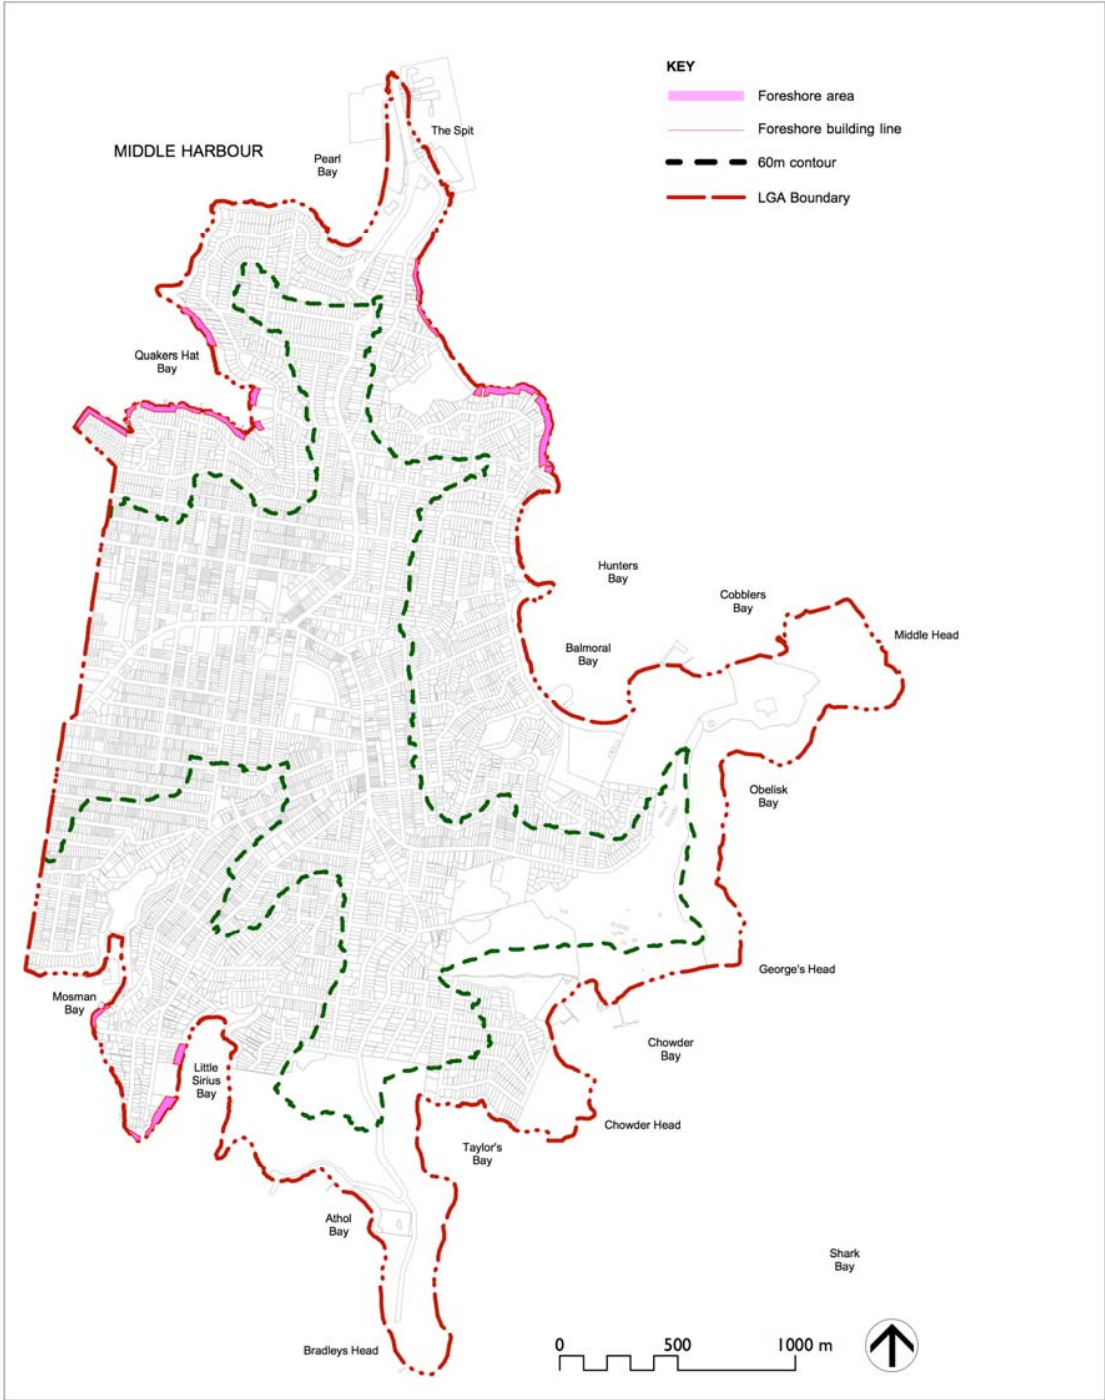 KEY
Foreshore area
Foreshore building line
60m contour
LGA Boundary
The Spit
MIDDLE HARBOUR
Pearl
Bay
Quakers Hat
Bay
Hunters
Bay
Cobblers
Bay
Middle Head
Balmoral
Bay
Obelisk
Bay
George's Head
Mosman
Bay
Chowder
Bay
Little
Sirius
Bay
Chowder Head
Taylor's
Bay
Athol
Bay
Shark
Bay
Bradleys Head
0 500 1000 m